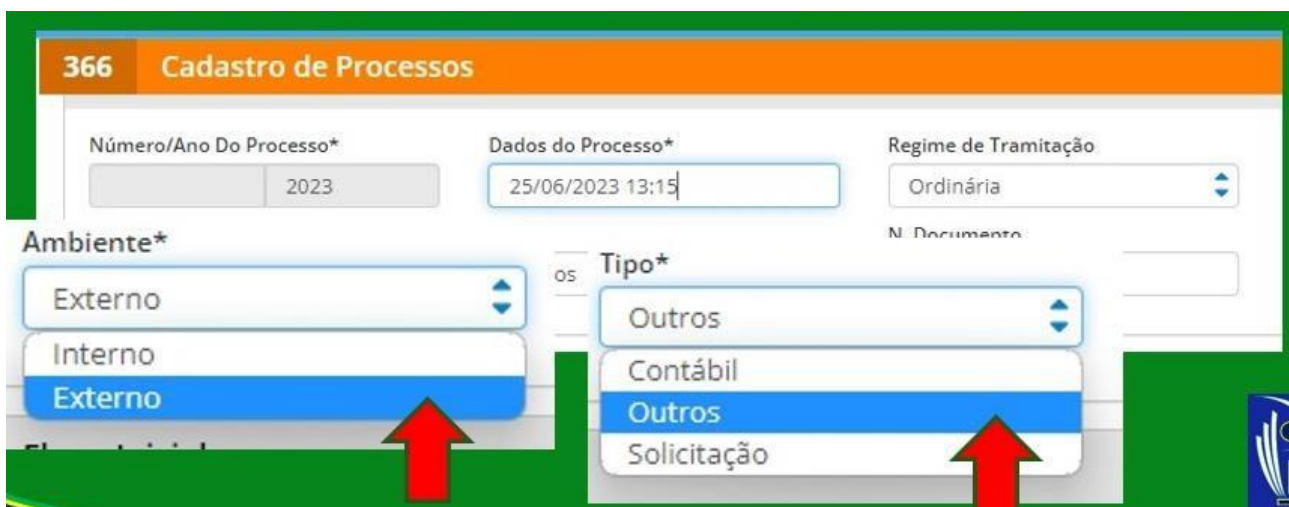 366 Cadastro de Processos
Número/Ano Do Processo* Dados do Processo* Regime de Tramitação
2023 25/06/2023 13:15 Ordinária
N. Documento
Ambiente* Tipo*
Externo os Outros
Interno Contábil
Externo Outros
Solicitação